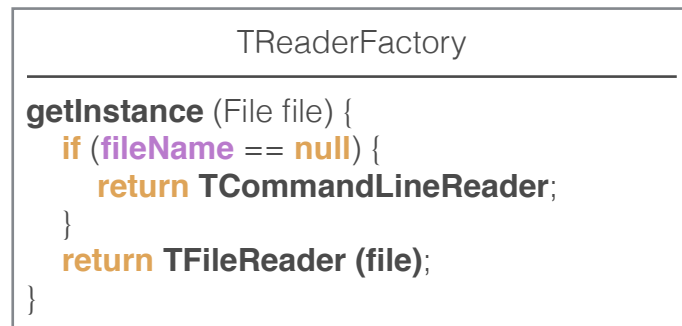 TReaderFactory
getInstance (File file) {
if (fileName == null) {
return TCommandLineReader;
}
return TFileReader (file);
}